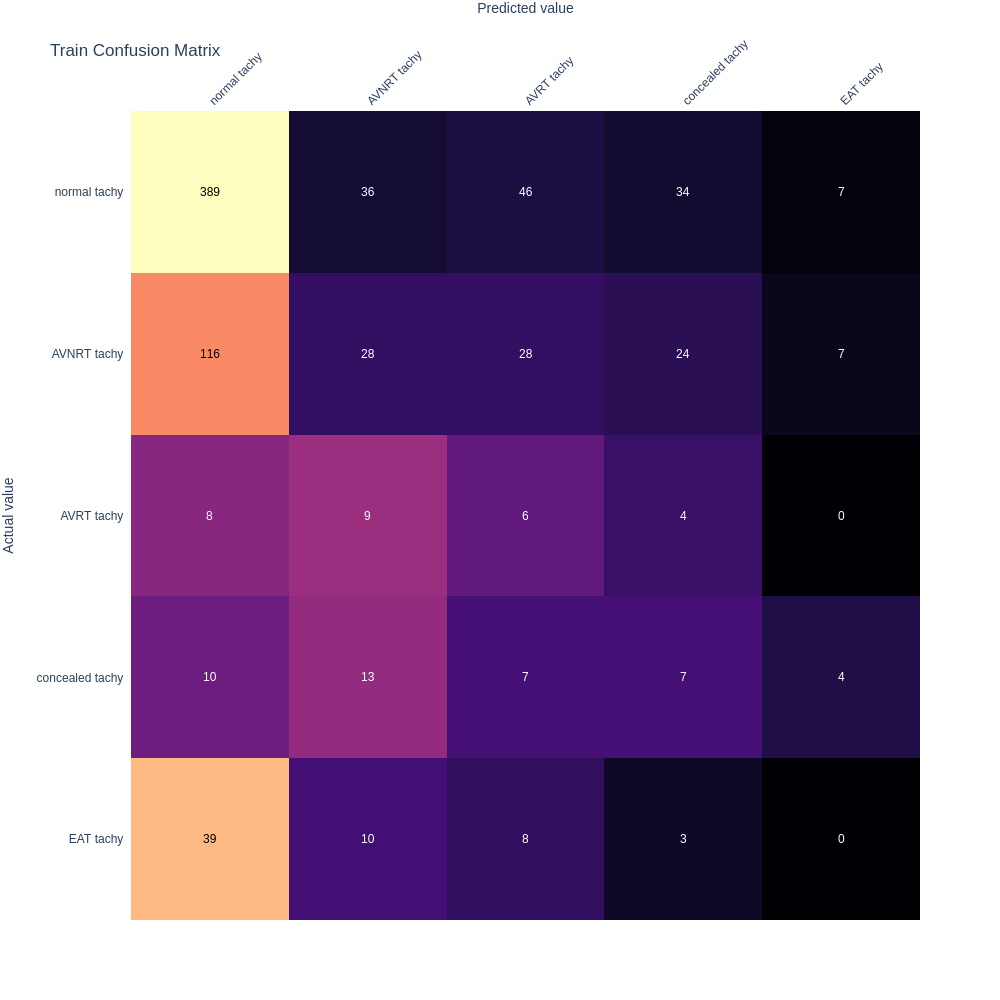 Predicted value
Train Confusion Matrix
normal tachy
AVNRT tachy
AVRT tachy
concealed tachy
EAT tachy
Actual value
normal tachy 389 36 46 34 7
AVNRT tachy 116 28 28 24 7
AVRT tachy 8 9 6 4 0
concealed tachy 10 13 7 7 4
EAT tachy 39 10 8 3 0